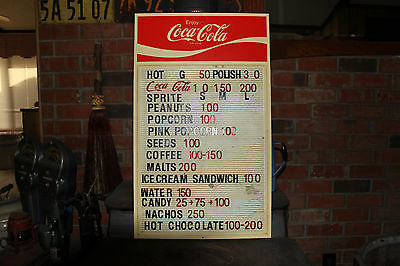 5A 51 07
Enjoy
Coca-Cola
HOT G 50 POLISH 3 0
Coca-Cola 1 0 1 50 200
SPRITE S M L
PEANUTS 100
POPCORN 100
PINK POPCORN 100
SEEDS 100
COFFEE 100-150
MALTS 200
ICECREAM SANDWICH 100
WATER 150
CANDY 25+75+100
NACHOS 250
HOT CHOCOLATE 100-200